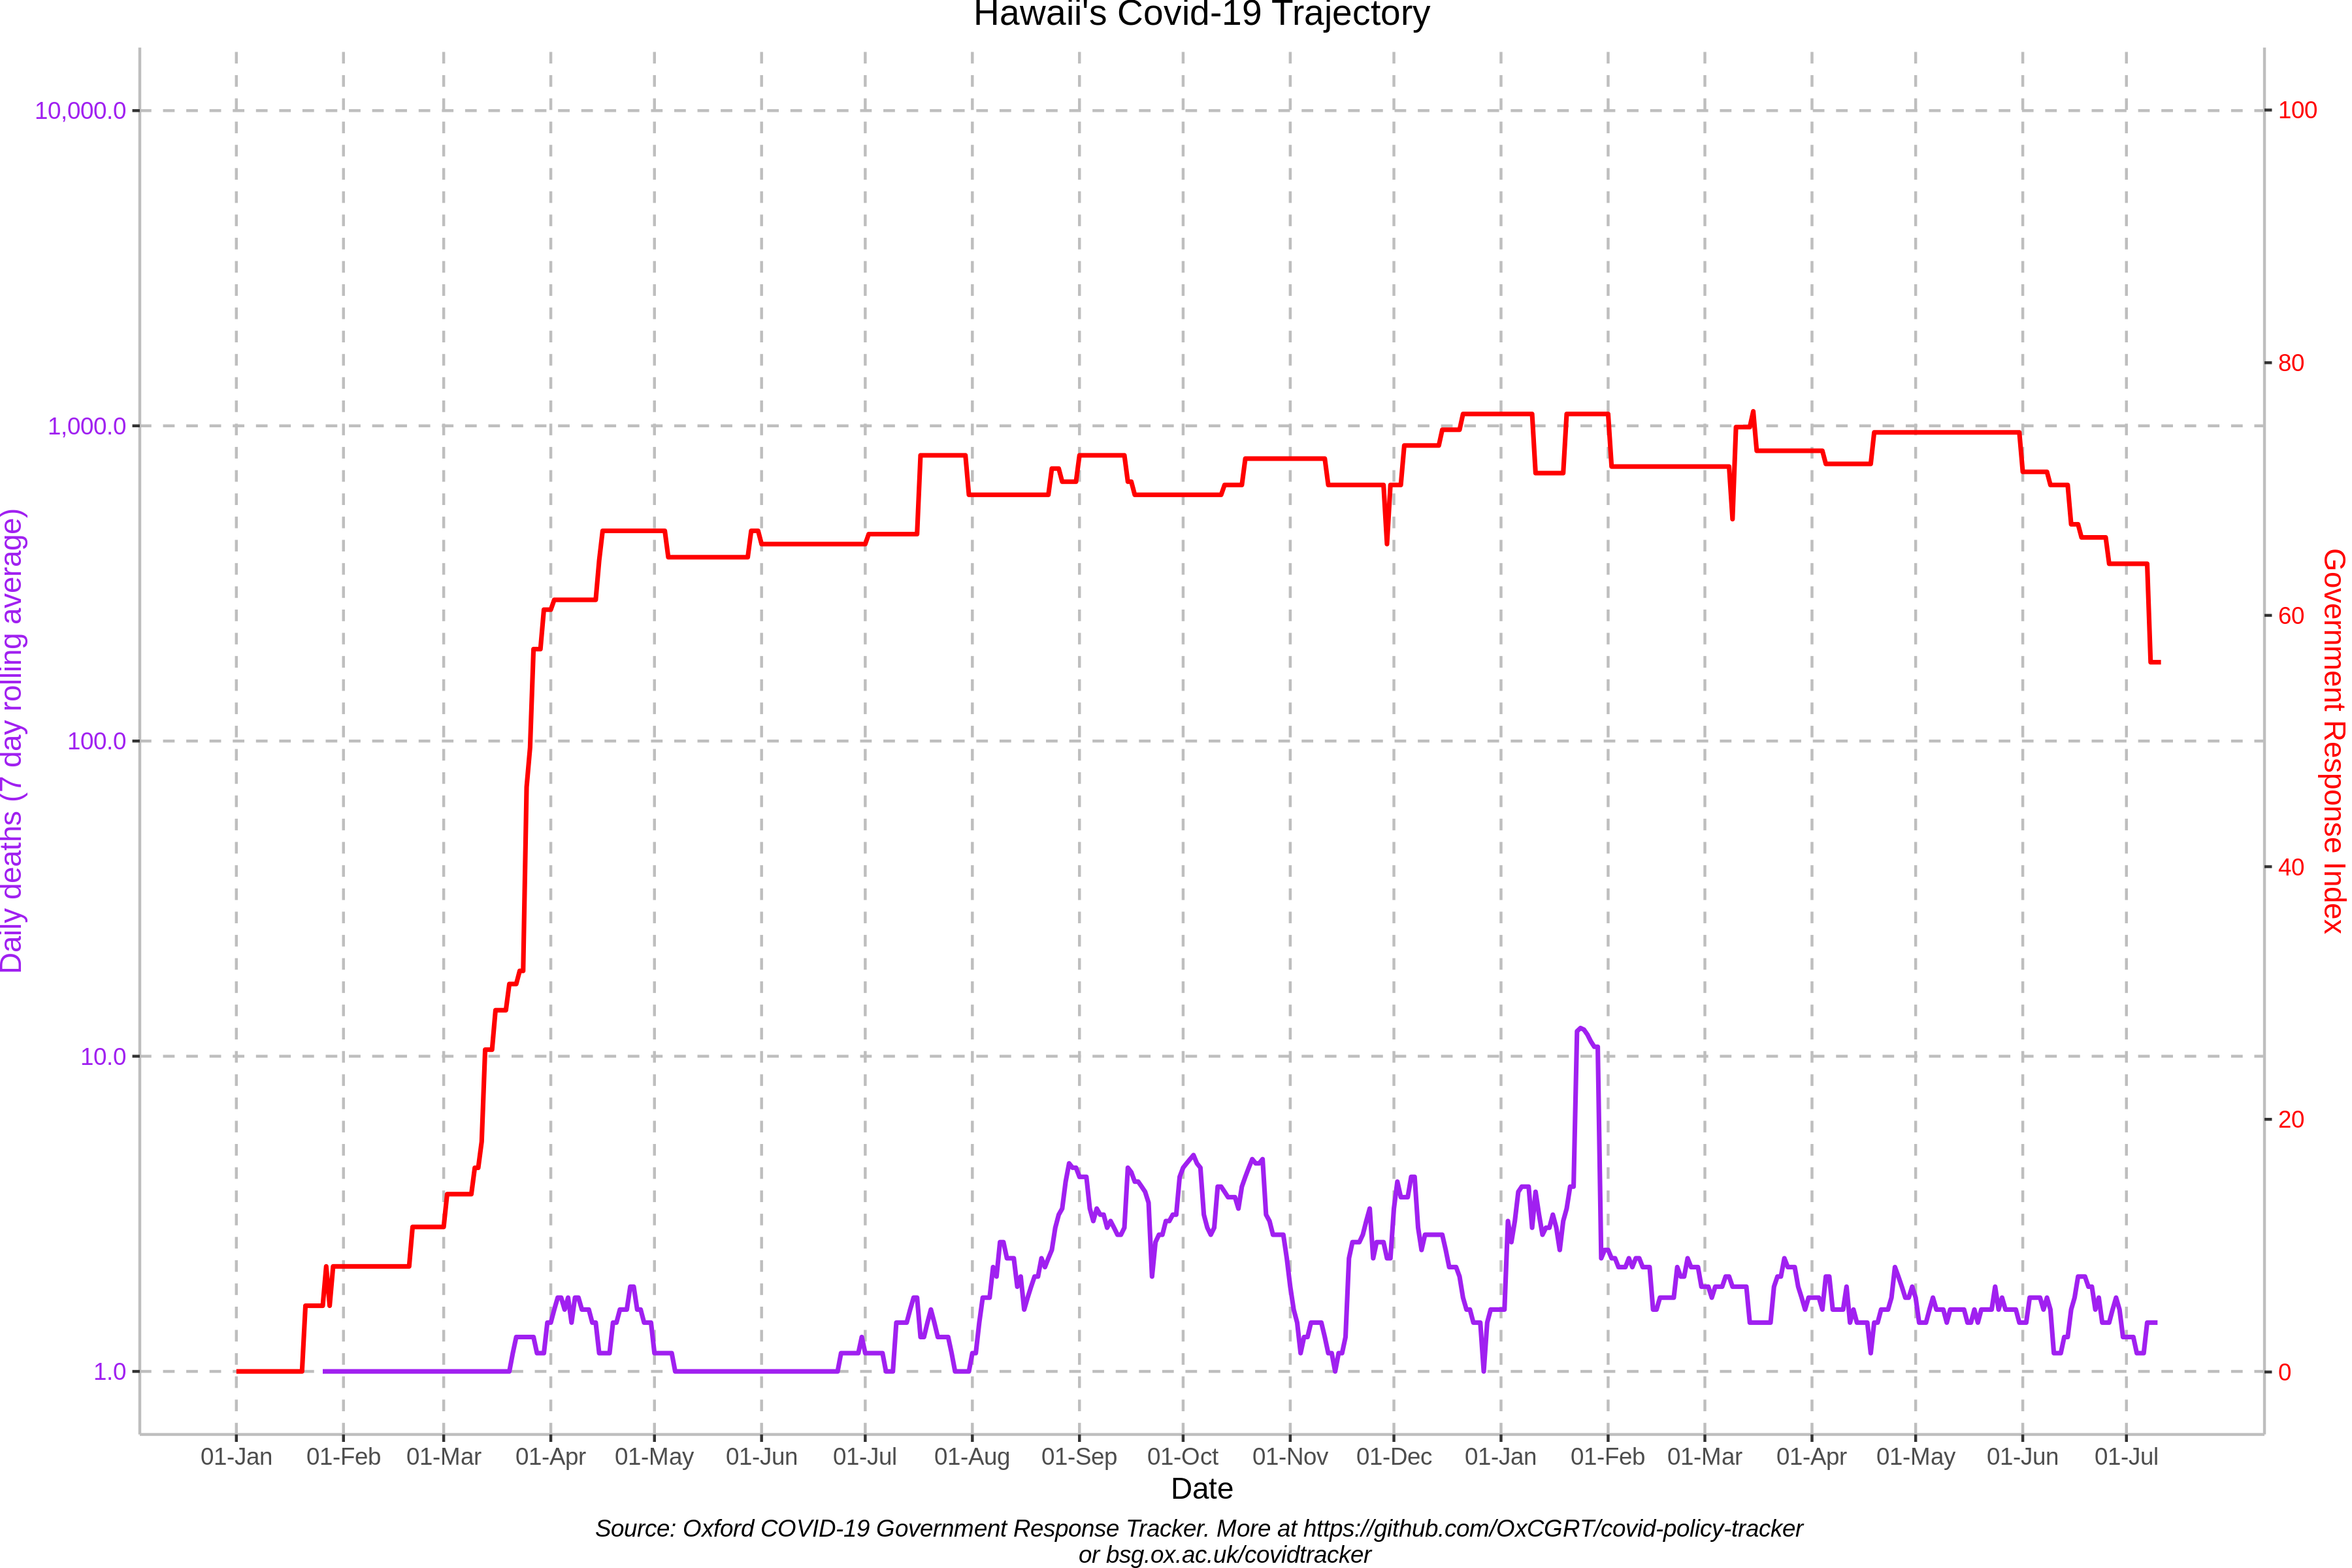 Hawaii's Covid-19 Trajectory
10,000.0
1,000.0
100.0
10.0
1.0
Daily deaths (7 day rolling average)
100
80
60
40
20
0
Government Response Index
01-Jan 01-Feb 01-Mar 01-Apr 01-May 01-Jun 01-Jul 01-Aug 01-Sep 01-Oct 01-Nov 01-Dec 01-Jan 01-Feb 01-Mar 01-Apr 01-May 01-Jun 01-Jul
Date
Source: Oxford COVID-19 Government Response Tracker. More at https://github.com/OxCGRT/covid-policy-tracker
or bsg.ox.ac.uk/covidtracker